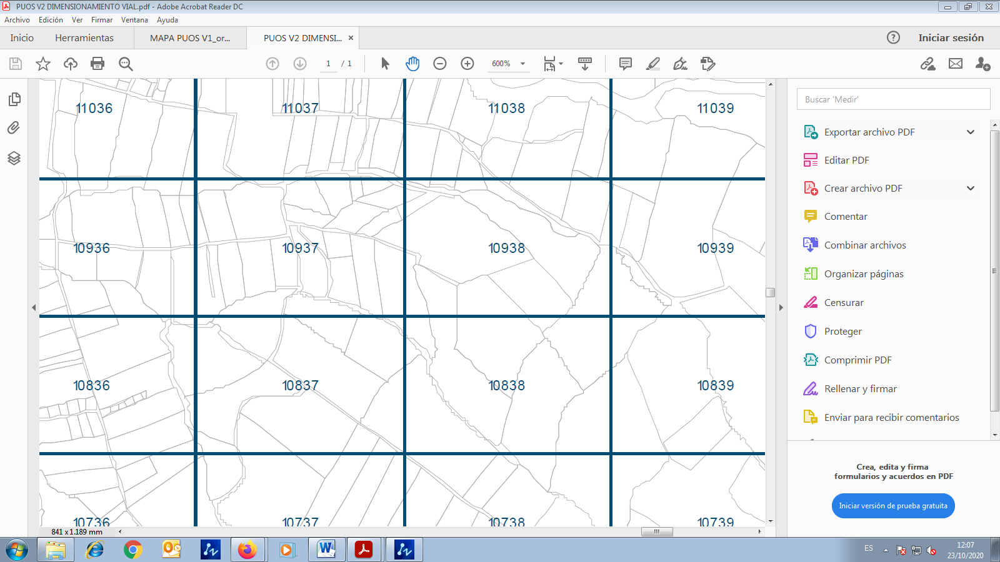 PUOS V2 DIMENSIONAMIENTO VIAL.pdf - Adobe Acrobat Reader DC
Archivo Edición Ver Firmar Ventana Ayuda
Inicio Herramientas MAPA PUOS V1_or... PUOS V2 DIMENSI... × Iniciar sesión
1 / 1 600%
11036 11037 11038 11039
10936 10937 10938 10939
10836 10837 10838 10839
10736 10737 10738 10739
841 x 1.189 mm
Buscar 'Medir'
Exportar archivo PDF
Editar PDF
Crear archivo PDF
Comentar
Combinar archivos
Organizar páginas
Censurar
Proteger
Comprimir PDF
Rellenar y firmar
Enviar para recibir comentarios
Crea, edita y firma
formularios y acuerdos en PDF
Iniciar versión de prueba gratuita
ES
12:07
23/10/2020